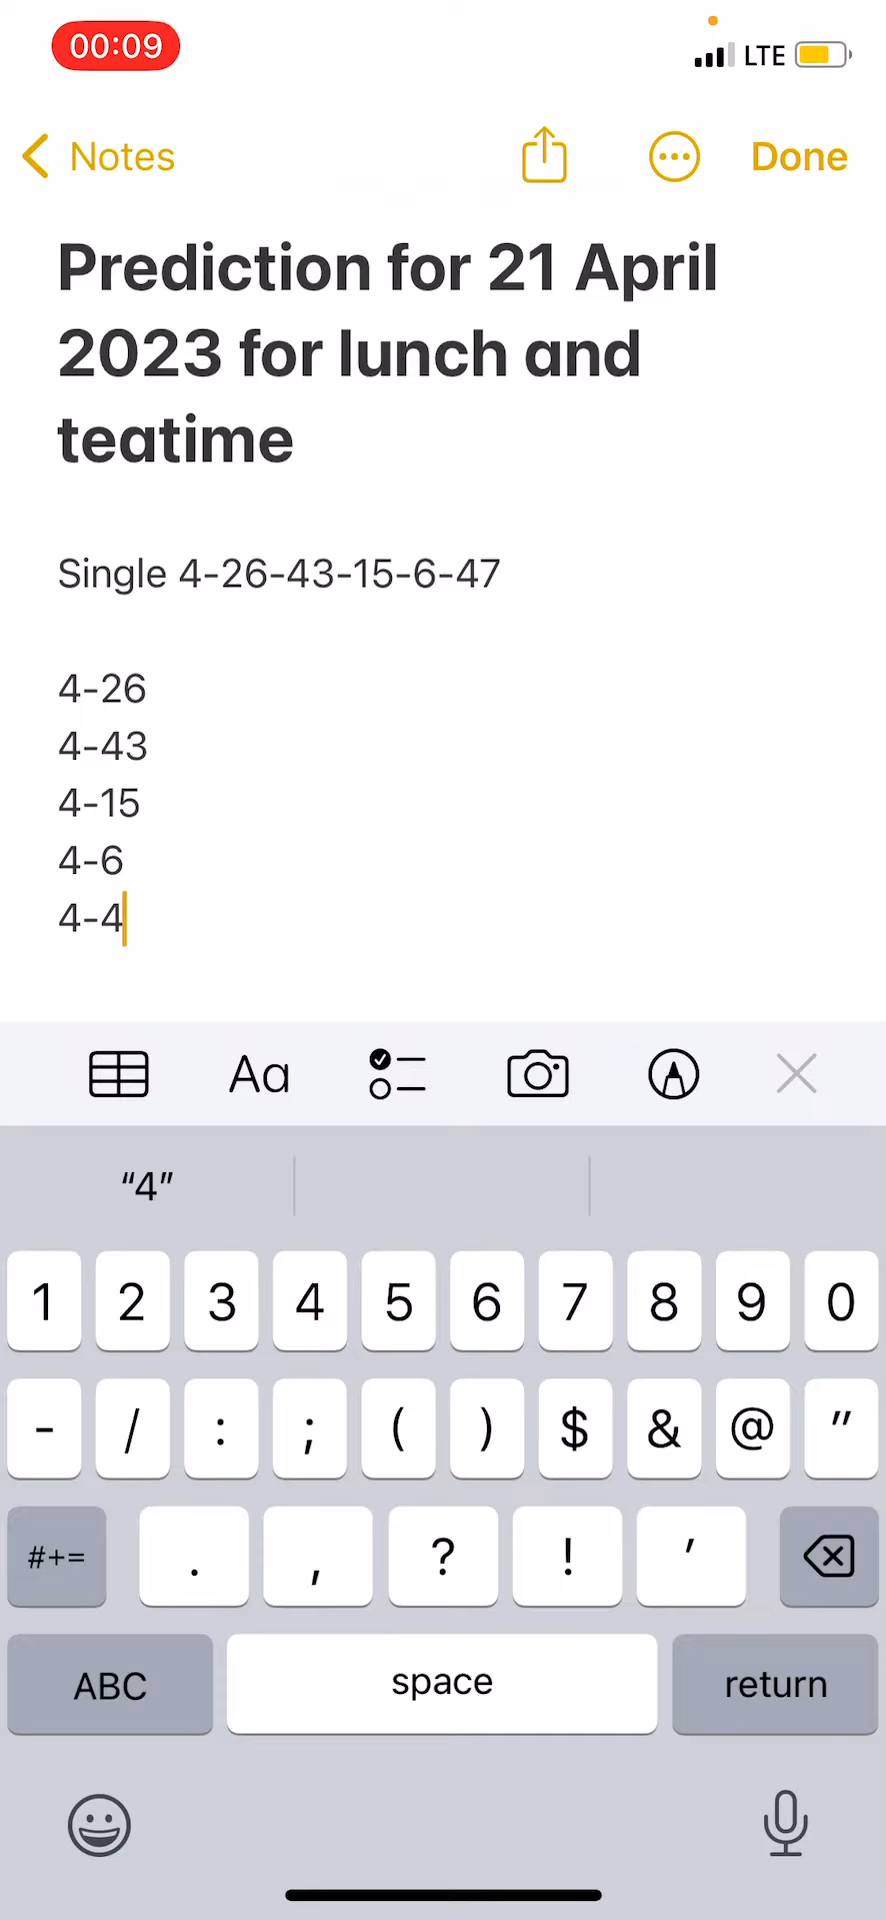 00:09
LTE
Notes
Done
Prediction for 21 April
2023 for lunch and
teatime
Single 4-26-43-15-6-47
4-26
4-43
4-15
4-6
4-4
Aa
“4”
1 2 3 4 5 6 7 8 9 0
- / : ; ( ) $ & @ "
#+= . , ? ! '
ABC space return